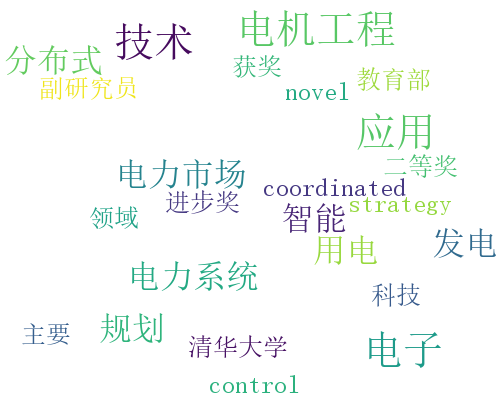 电机工程
技术
分布式
获奖
教育部
副研究员
novel
应用
二等奖
电力市场
coordinated
进步奖
strategy
领域
智能
用电
发电
电力系统
科技
主要
规划
清华大学
电子
control